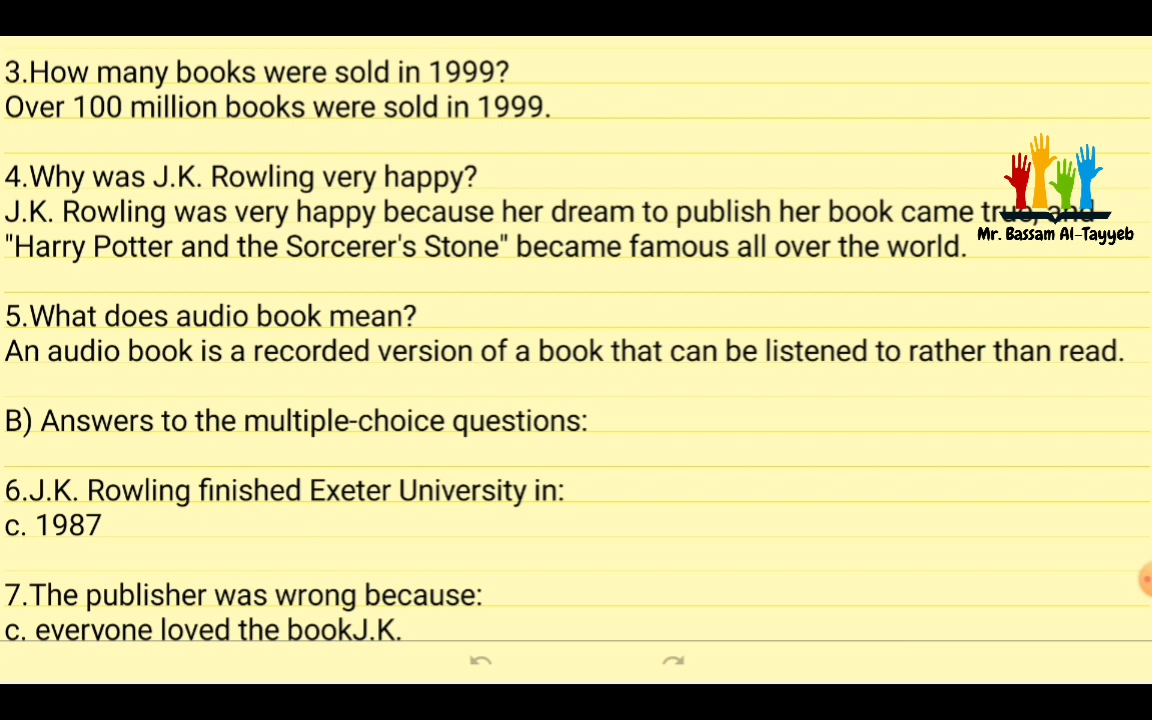 3.How many books were sold in 1999?
Over 100 million books were sold in 1999.
4.Why was J.K. Rowling very happy?
J.K. Rowling was very happy because her dream to publish her book came true, and
"Harry Potter and the Sorcerer's Stone" became famous all over the world.
Mr. Bassam Al-Tayyeb
5.What does audio book mean?
An audio book is a recorded version of a book that can be listened to rather than read.
B) Answers to the multiple-choice questions:
6.J.K. Rowling finished Exeter University in:
c. 1987
7.The publisher was wrong because:
c. everyone loved the bookJ.K.